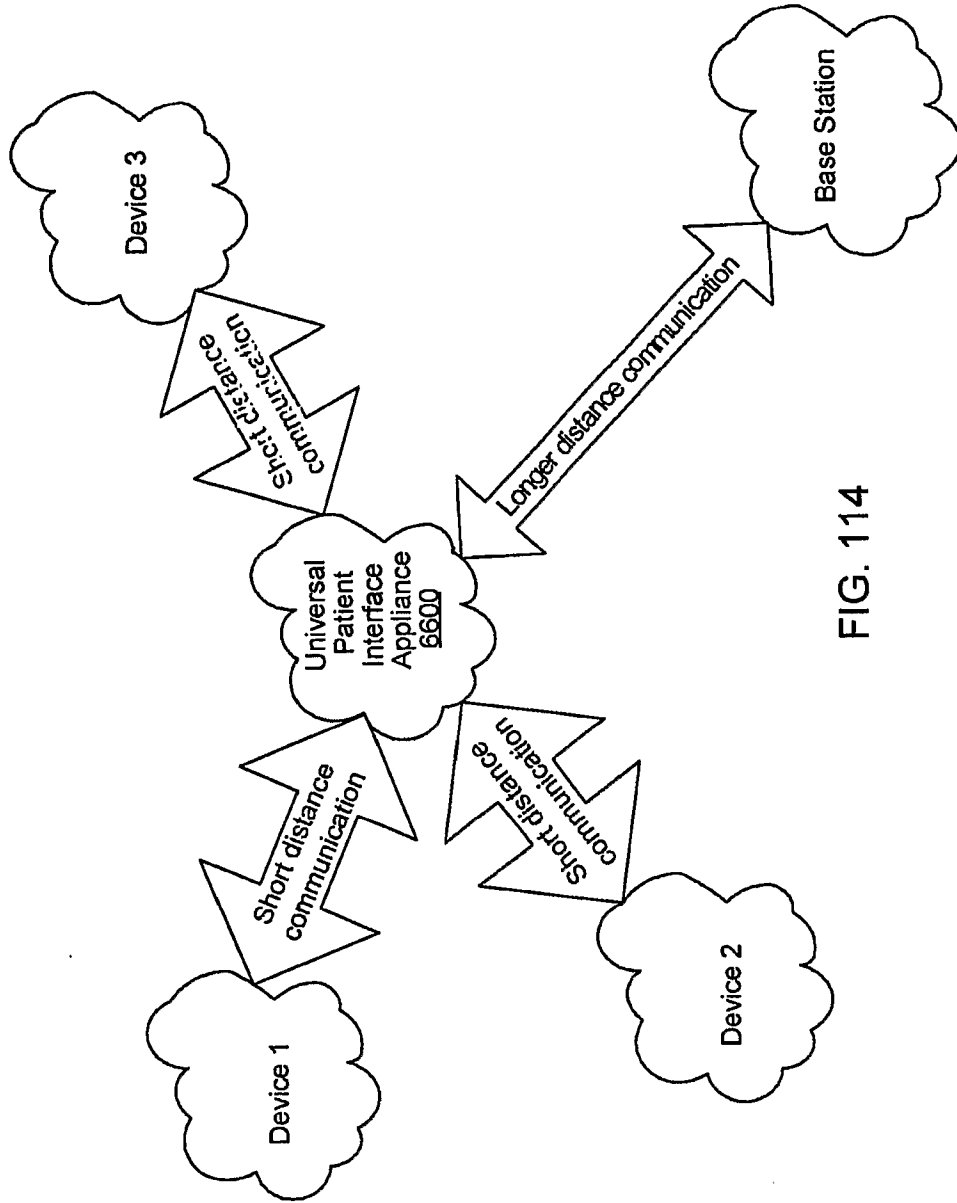 Device 1
Short distance
communication
Device 2
Short distance
communication
Universal
Patient
Interface
Appliance
6600
Short distance
communication
Device 3
Longer distance communication
Base Station
FIG. 114